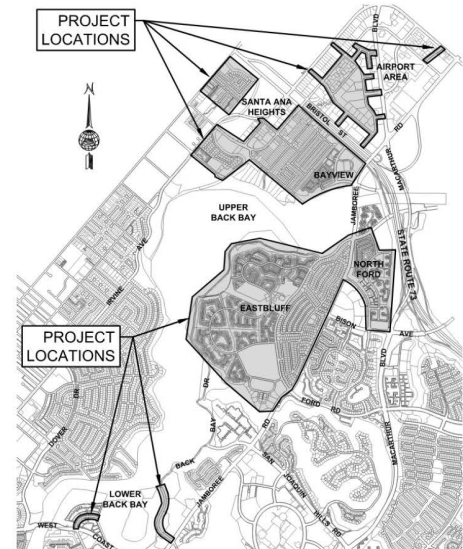 PROJECT
LOCATIONS
BLVD
AIRPORT
AREA
SANTA ANA
HEIGHTS
BRISTOL
ST
MACARTHUR
RD
BAYVIEW
UPPER
BACK BAY
JAMBOREE
STATE ROUTE 73
IRVINE
AVE
NORTH
FORD
EASTBLUFF
BISON
AVE
PROJECT
LOCATIONS
BLVD
DR
FORD
RD
DOVER
DR
BAY
MACARTHUR
BACK
JAMBOREE
RD
SAN
JOAQUIN
HILLS RD
LOWER
BACK BAY
WEST
COAST